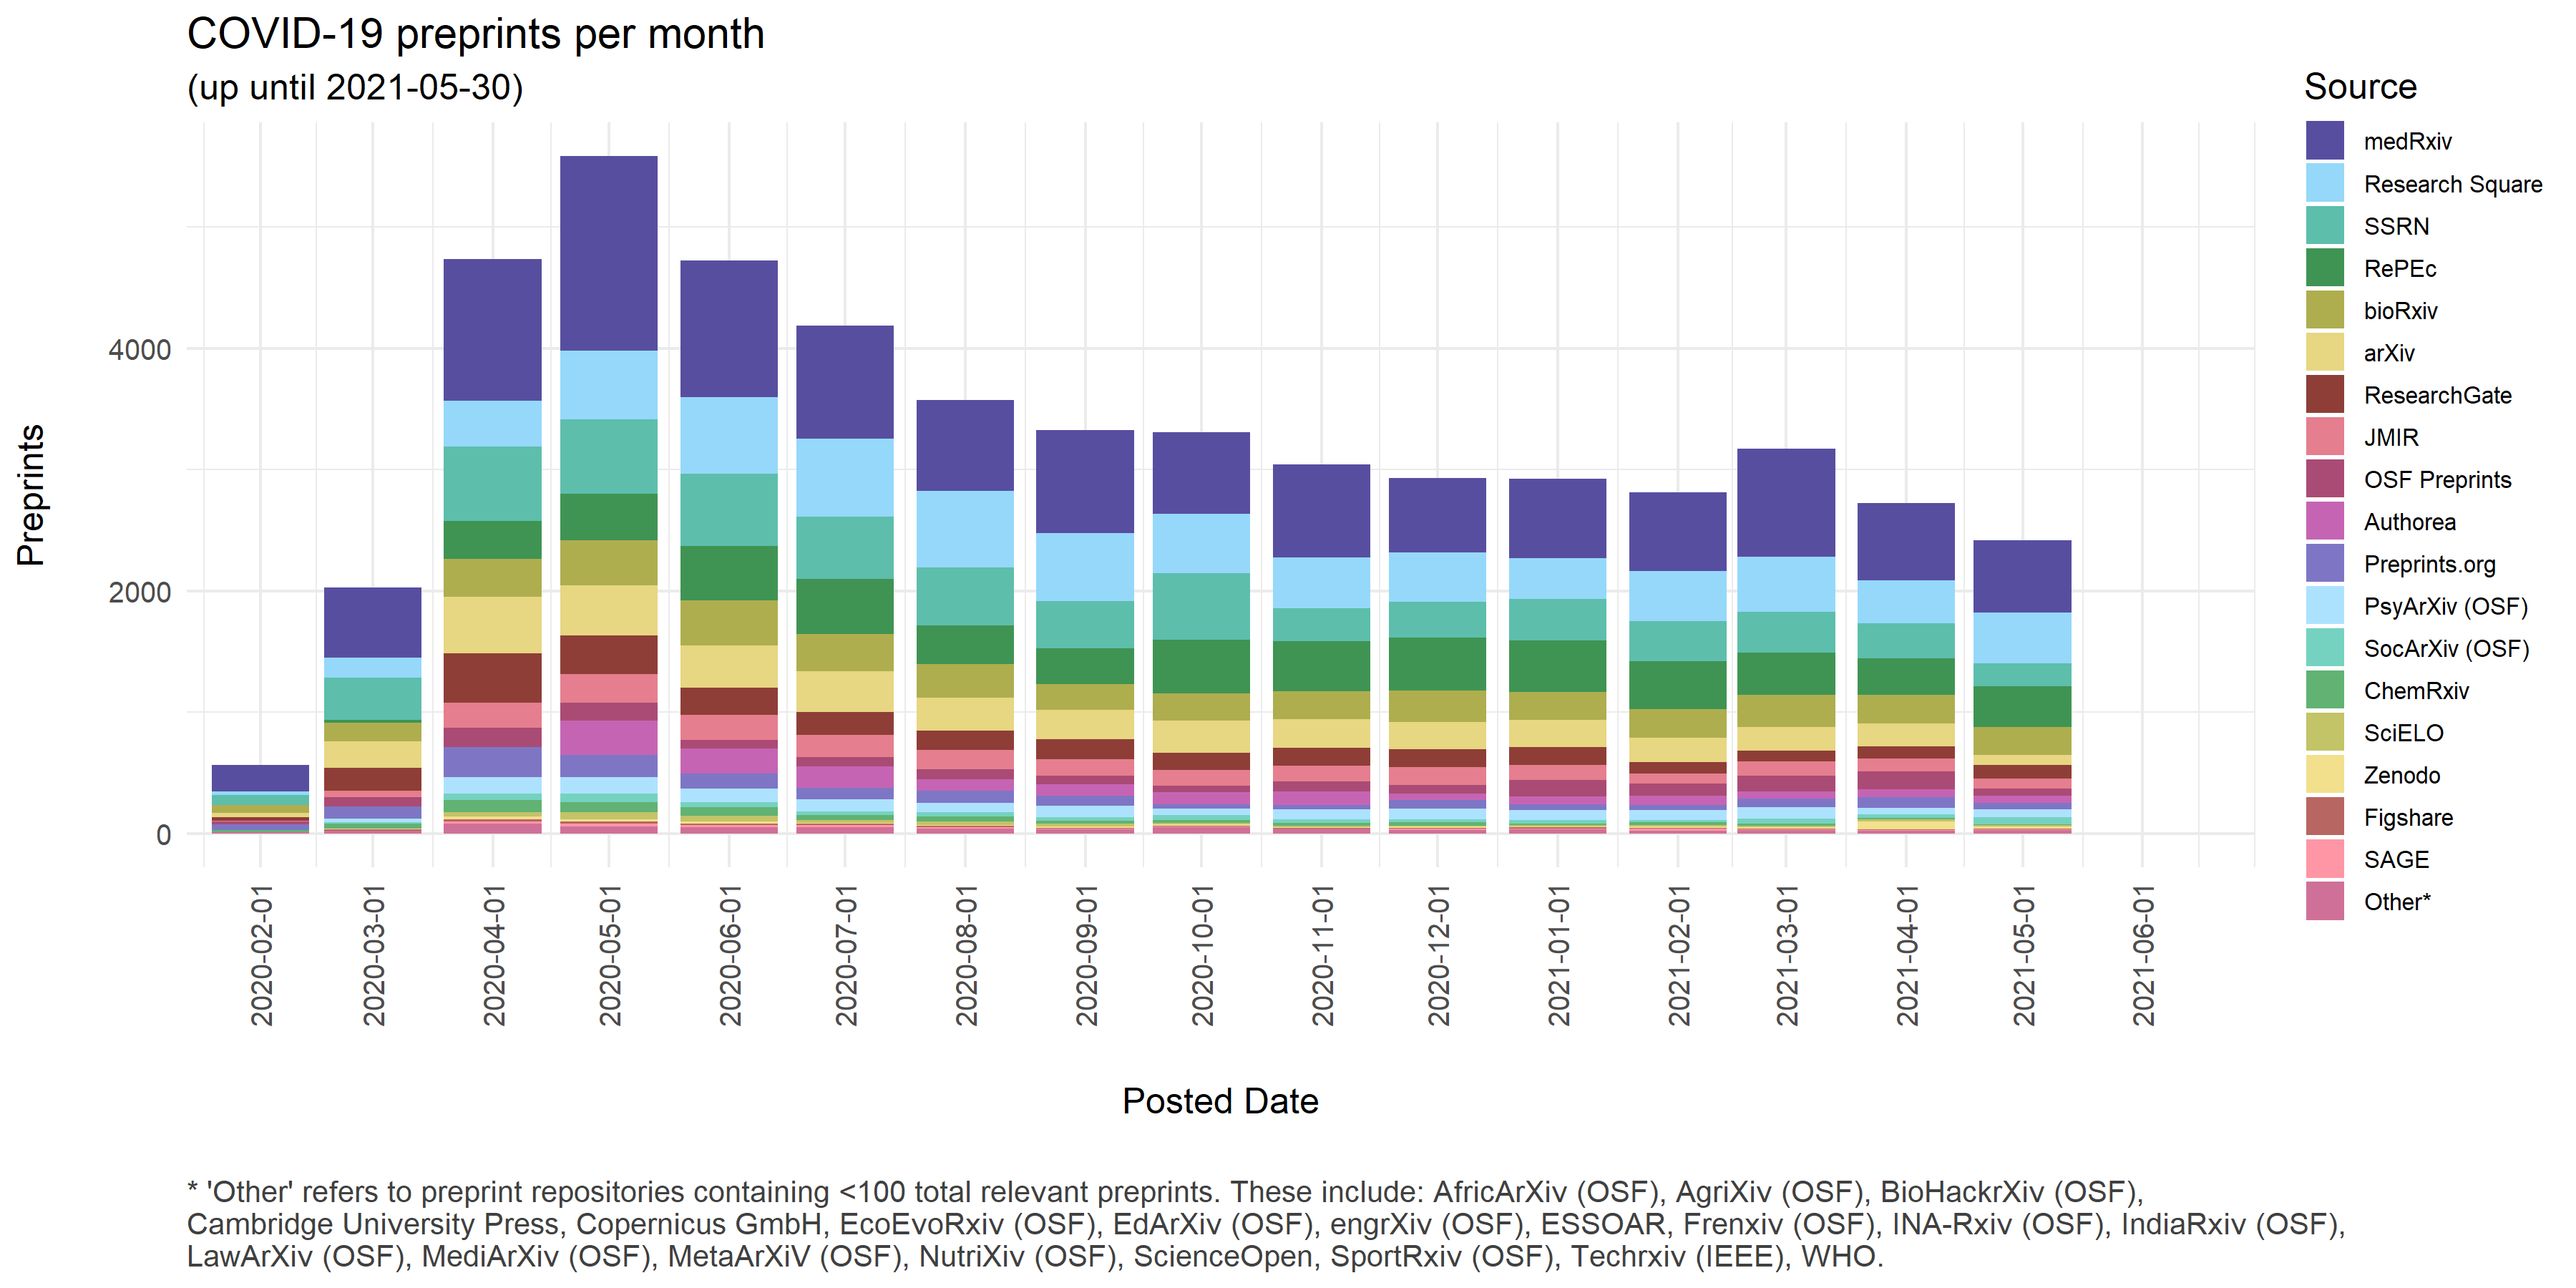 COVID-19 preprints per month
(up until 2021-05-30)
Preprints
4000
2000
0
2020-02-01
2020-03-01
2020-04-01
2020-05-01
2020-06-01
2020-07-01
2020-08-01
2020-09-01
2020-10-01
2020-11-01
2020-12-01
2021-01-01
2021-02-01
2021-03-01
2021-04-01
2021-05-01
2021-06-01
Posted Date
Source
medRxiv
Research Square
SSRN
RePEc
bioRxiv
arXiv
ResearchGate
JMIR
OSF Preprints
Authorea
Preprints.org
PsyArXiv (OSF)
SocArXiv (OSF)
ChemRxiv
SciELO
Zenodo
Figshare
SAGE
Other*
* 'Other' refers to preprint repositories containing <100 total relevant preprints. These include: AfricArXiv (OSF), AgriXiv (OSF), BioHackrXiv (OSF),
Cambridge University Press, Copernicus GmbH, EcoEvoRxiv (OSF), EdArXiv (OSF), engrXiv (OSF), ESSOAR, Frenxiv (OSF), INA-Rxiv (OSF), IndiaRxiv (OSF),
LawArXiv (OSF), MediArXiv (OSF), MetaArXiV (OSF), NutriXiv (OSF), ScienceOpen, SportRxiv (OSF), Techrxiv (IEEE), WHO.